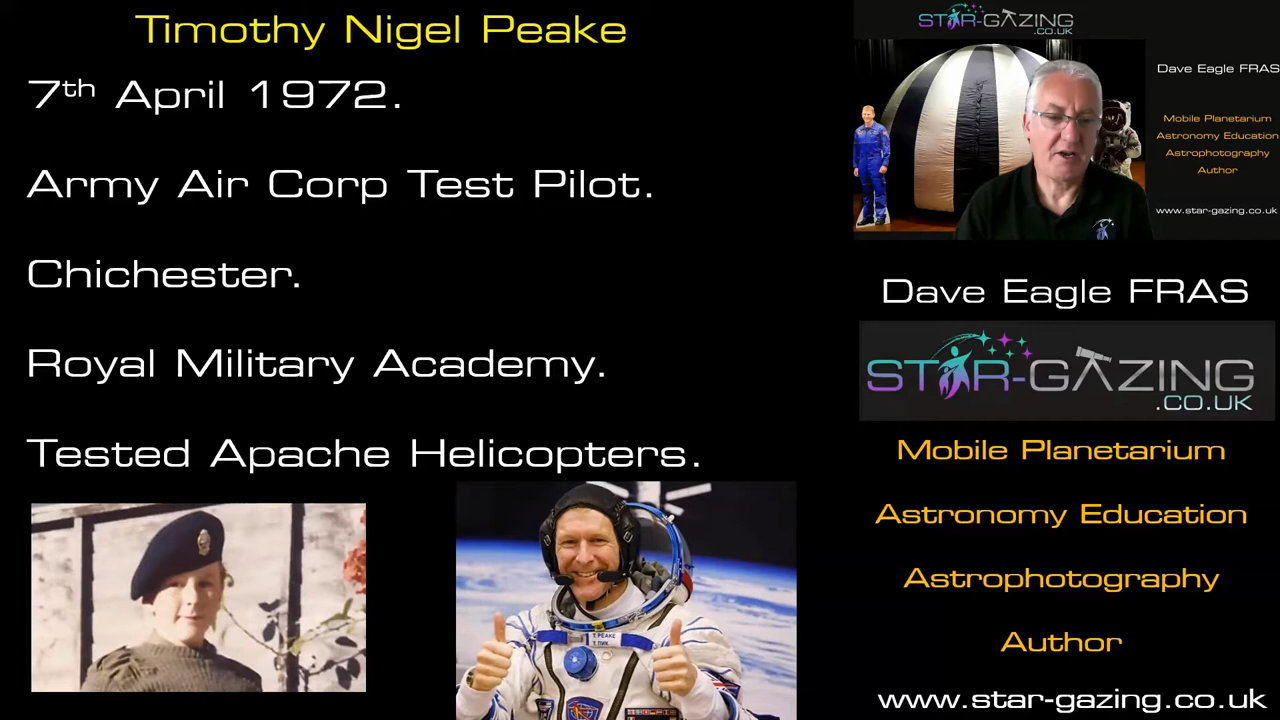 Timothy Nigel Peake
7th April 1972.
Army Air Corp Test Pilot.
Chichester.
Royal Military Academy.
Tested Apache Helicopters.
T. PEAKE
STAR-GAZING
.CO.UK
Dave Eagle FRAS
Mobile Planetarium
Astronomy Education
Astrophotography
Author
www.star-gazing.co.uk
Dave Eagle FRAS
STAR-GAZING
.CO.UK
Mobile Planetarium
Astronomy Education
Astrophotography
Author
www.star-gazing.co.uk